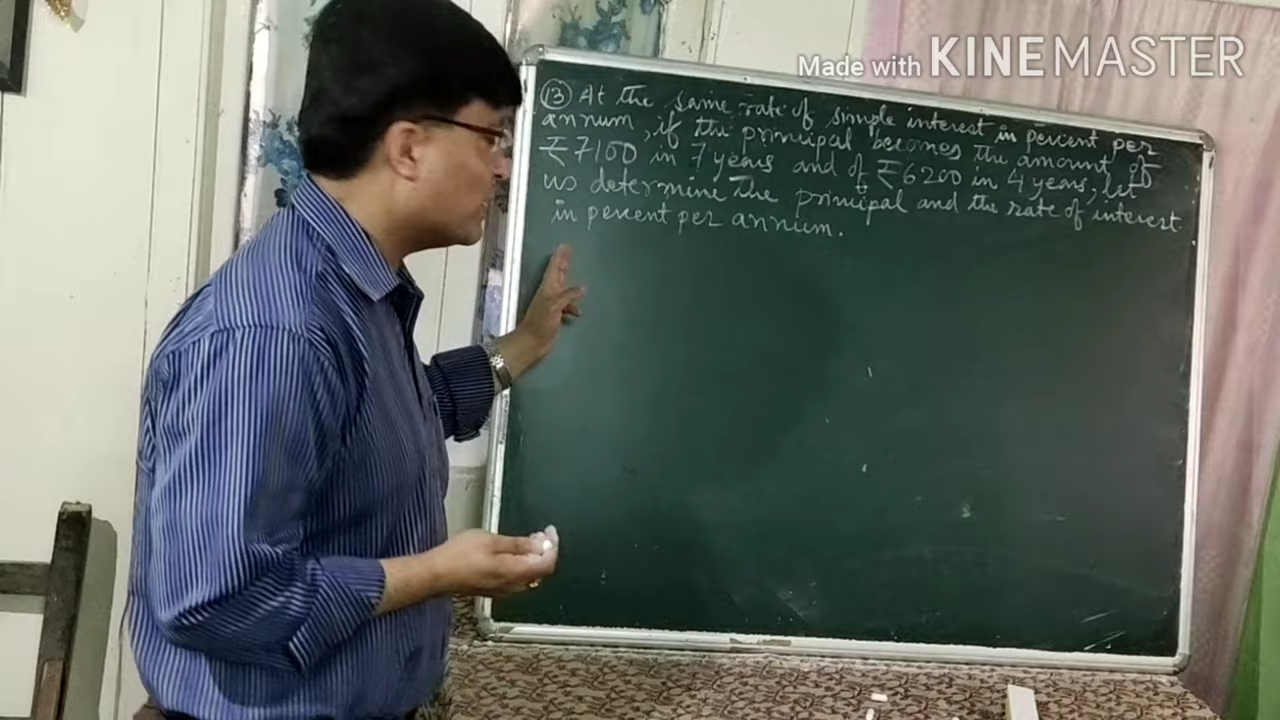 Made with KINEMASTER
(13) At the same rate of simple interest in percent per
annum, if the principal becomes the amount of
₹7100 in 7 years and of ₹6200 in 4 years, let
us determine the principal and the rate of interest
in percent per annum.